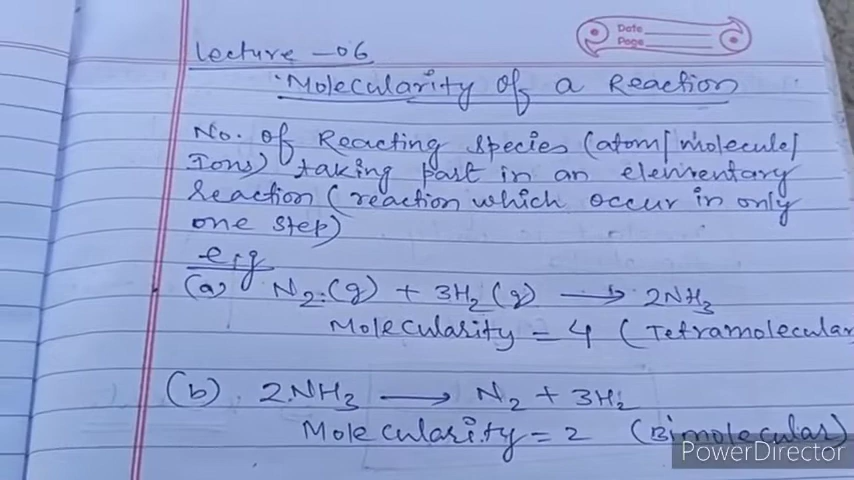 Date
Page
Lecture - 06
Molecularity of a Reaction
No. of Reacting species (atom/molecule/
Ions) taking part in an elementary
reaction (reaction which occur in only
one step)
e.g
(a) N₂ (g) + 3H₂ (g) → 2NH₃
Molecularity = 4 (Tetramolecular
(b) 2NH₃ → N₂ + 3H₂
Molecularity = 2 (Bimolecular)
PowerDirector